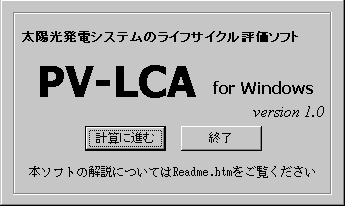 太陽光発電システムのライフサイクル評価ソフト
PV-LCA for Windows
version 1.0
計算に進む 終了
本ソフトの解説についてはReadme.htmをご覧ください